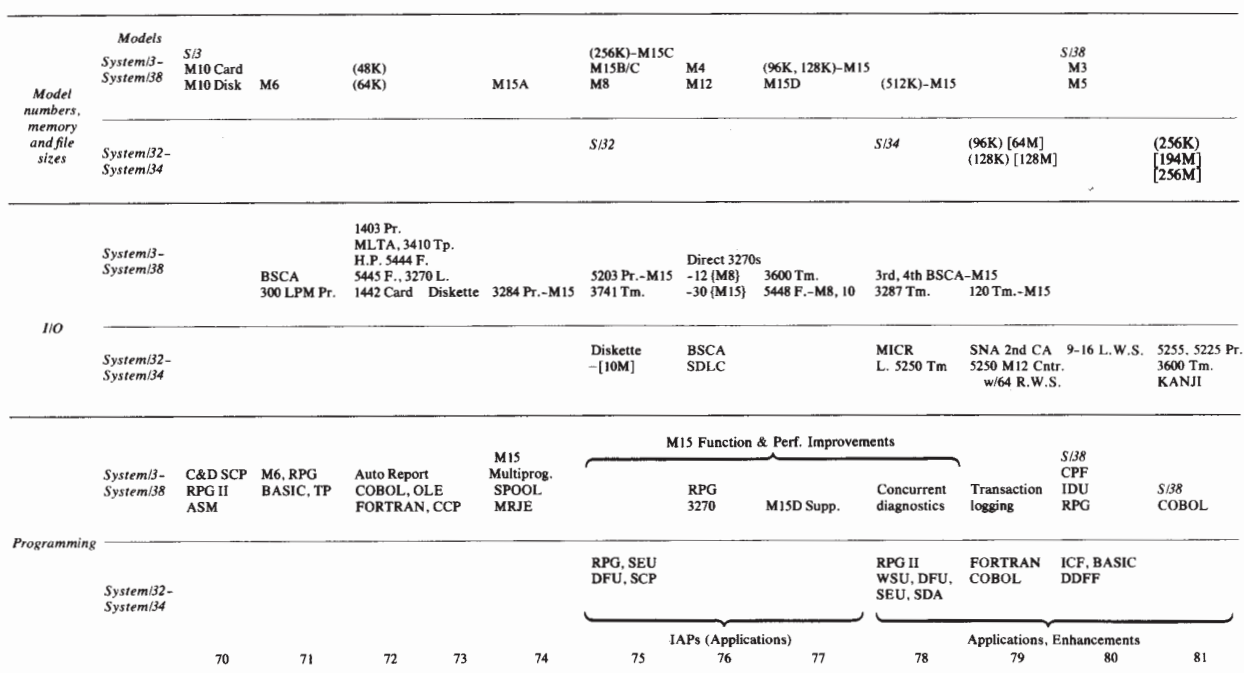 Models
System/3–
System/38
S/3
M10 Card
M10 Disk
M6
(48K)
(64K)
M15A
(256K)–M15C
M15B/C
M8
M4
M12
(96K, 128K)–M15
M15D
(512K)–M15
S/38
M3
M5
Model
numbers,
memory
and file
sizes
System/32–
System/34
S/32
S/34
(96K) [64M]
(128K) [128M]
(256K)
[194M]
[256M]
I/O
System/3–
System/38
BSCA
300 LPM Pr.
1403 Pr.
MLTA, 3410 Tp.
H.P. 5444 F.
5445 F., 3270 L.
1442 Card
Diskette
3284 Pr.–M15
5203 Pr.–M15
3741 Tm.
Direct 3270s
-12 {M8}
-30 {M15}
3600 Tm.
5448 F.–M8, 10
3rd, 4th BSCA–M15
3287 Tm.
120 Tm.–M15
System/32–
System/34
Diskette
–[10M]
BSCA
SDLC
MICR
L. 5250 Tm
SNA 2nd CA
5250 M12 Cntr.
w/64 R.W.S.
9–16 L.W.S.
5255. 5225 Pr.
3600 Tm.
KANJI
Programming
System/3–
System/38
C&D SCP
RPG II
ASM
M6, RPG
BASIC, TP
Auto Report
COBOL, OLE
FORTRAN, CCP
M15
Multiprog.
SPOOL
MRJE
M15 Function & Perf. Improvements
RPG
3270
M15D Supp.
Concurrent
diagnostics
Transaction
logging
S/38
CPF
IDU
RPG
S/38
COBOL
System/32–
System/34
RPG, SEU
DFU, SCP
RPG II
WSU, DFU,
SEU, SDA
FORTRAN
COBOL
ICF, BASIC
DDFF
IAPs (Applications)
Applications, Enhancements
70 71 72 73 74 75 76 77 78 79 80 81